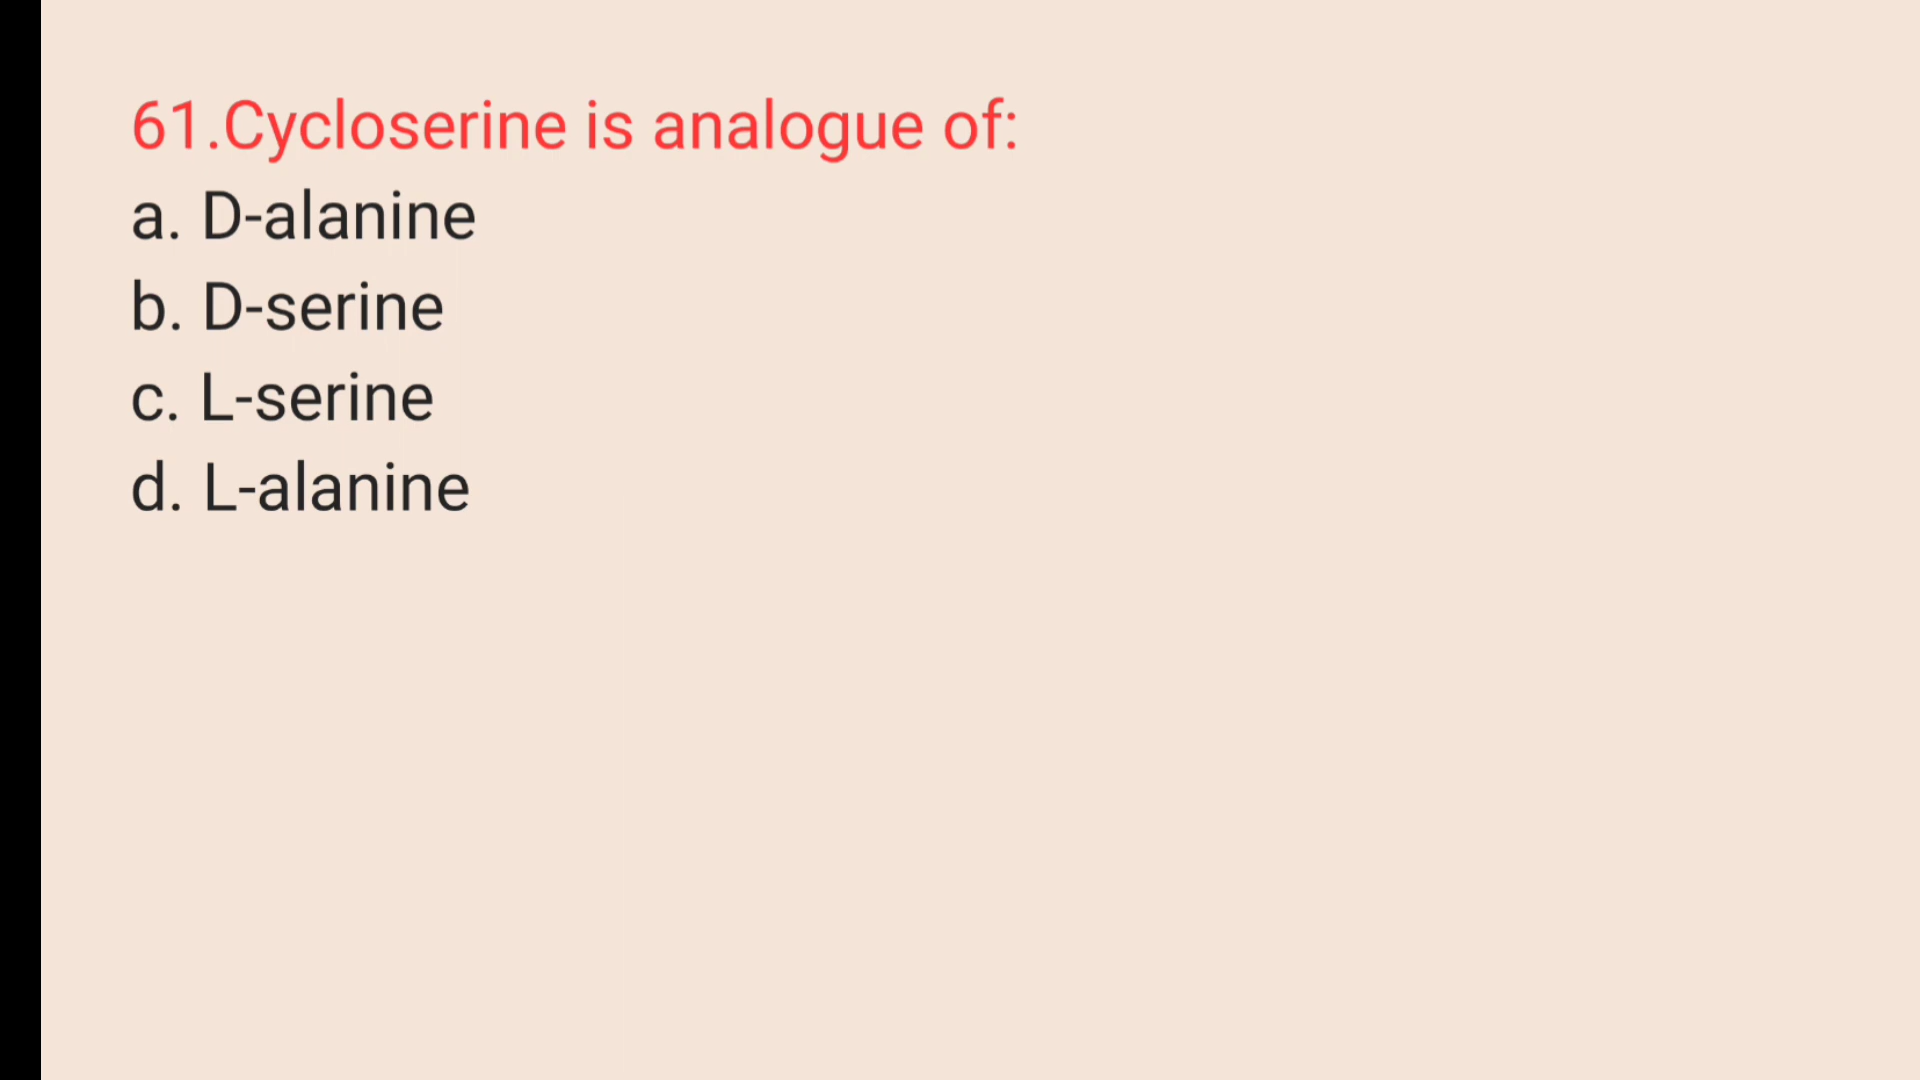 61.Cycloserine is analogue of:
a. D-alanine
b. D-serine
c. L-serine
d. L-alanine